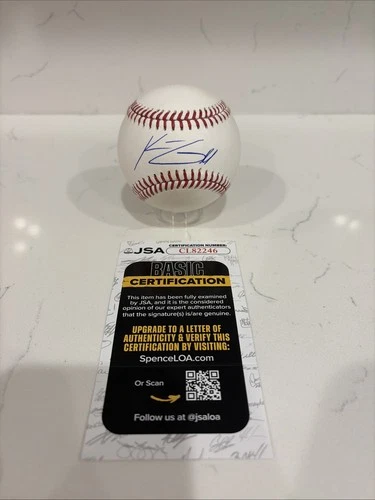 JSA CERTIFICATION NUMBER:
CL82246
BASIC
CERTIFICATION
This item has been fully examined
by JSA, and it is the considered
opinion of our expert authenticators
that the signature(s) is/are genuine.
UPGRADE TO A LETTER OF
AUTHENTICITY & VERIFY THIS
CERTIFICATION BY VISITING:
SpenceLOA.com
Or Scan
Follow us at @jsaloa